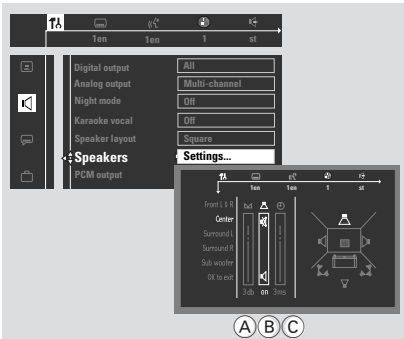 1en 1en 1 st
Digital output All
Analog output Multi-channel
Night mode Off
Karaoke vocal Off
Speaker layout Square
Speakers Settings...
PCM output
1en 1en 1 st
Front L & R
Center
Surround L
Surround R
Sub woofer
OK to exit
3db on 3ms
A B C